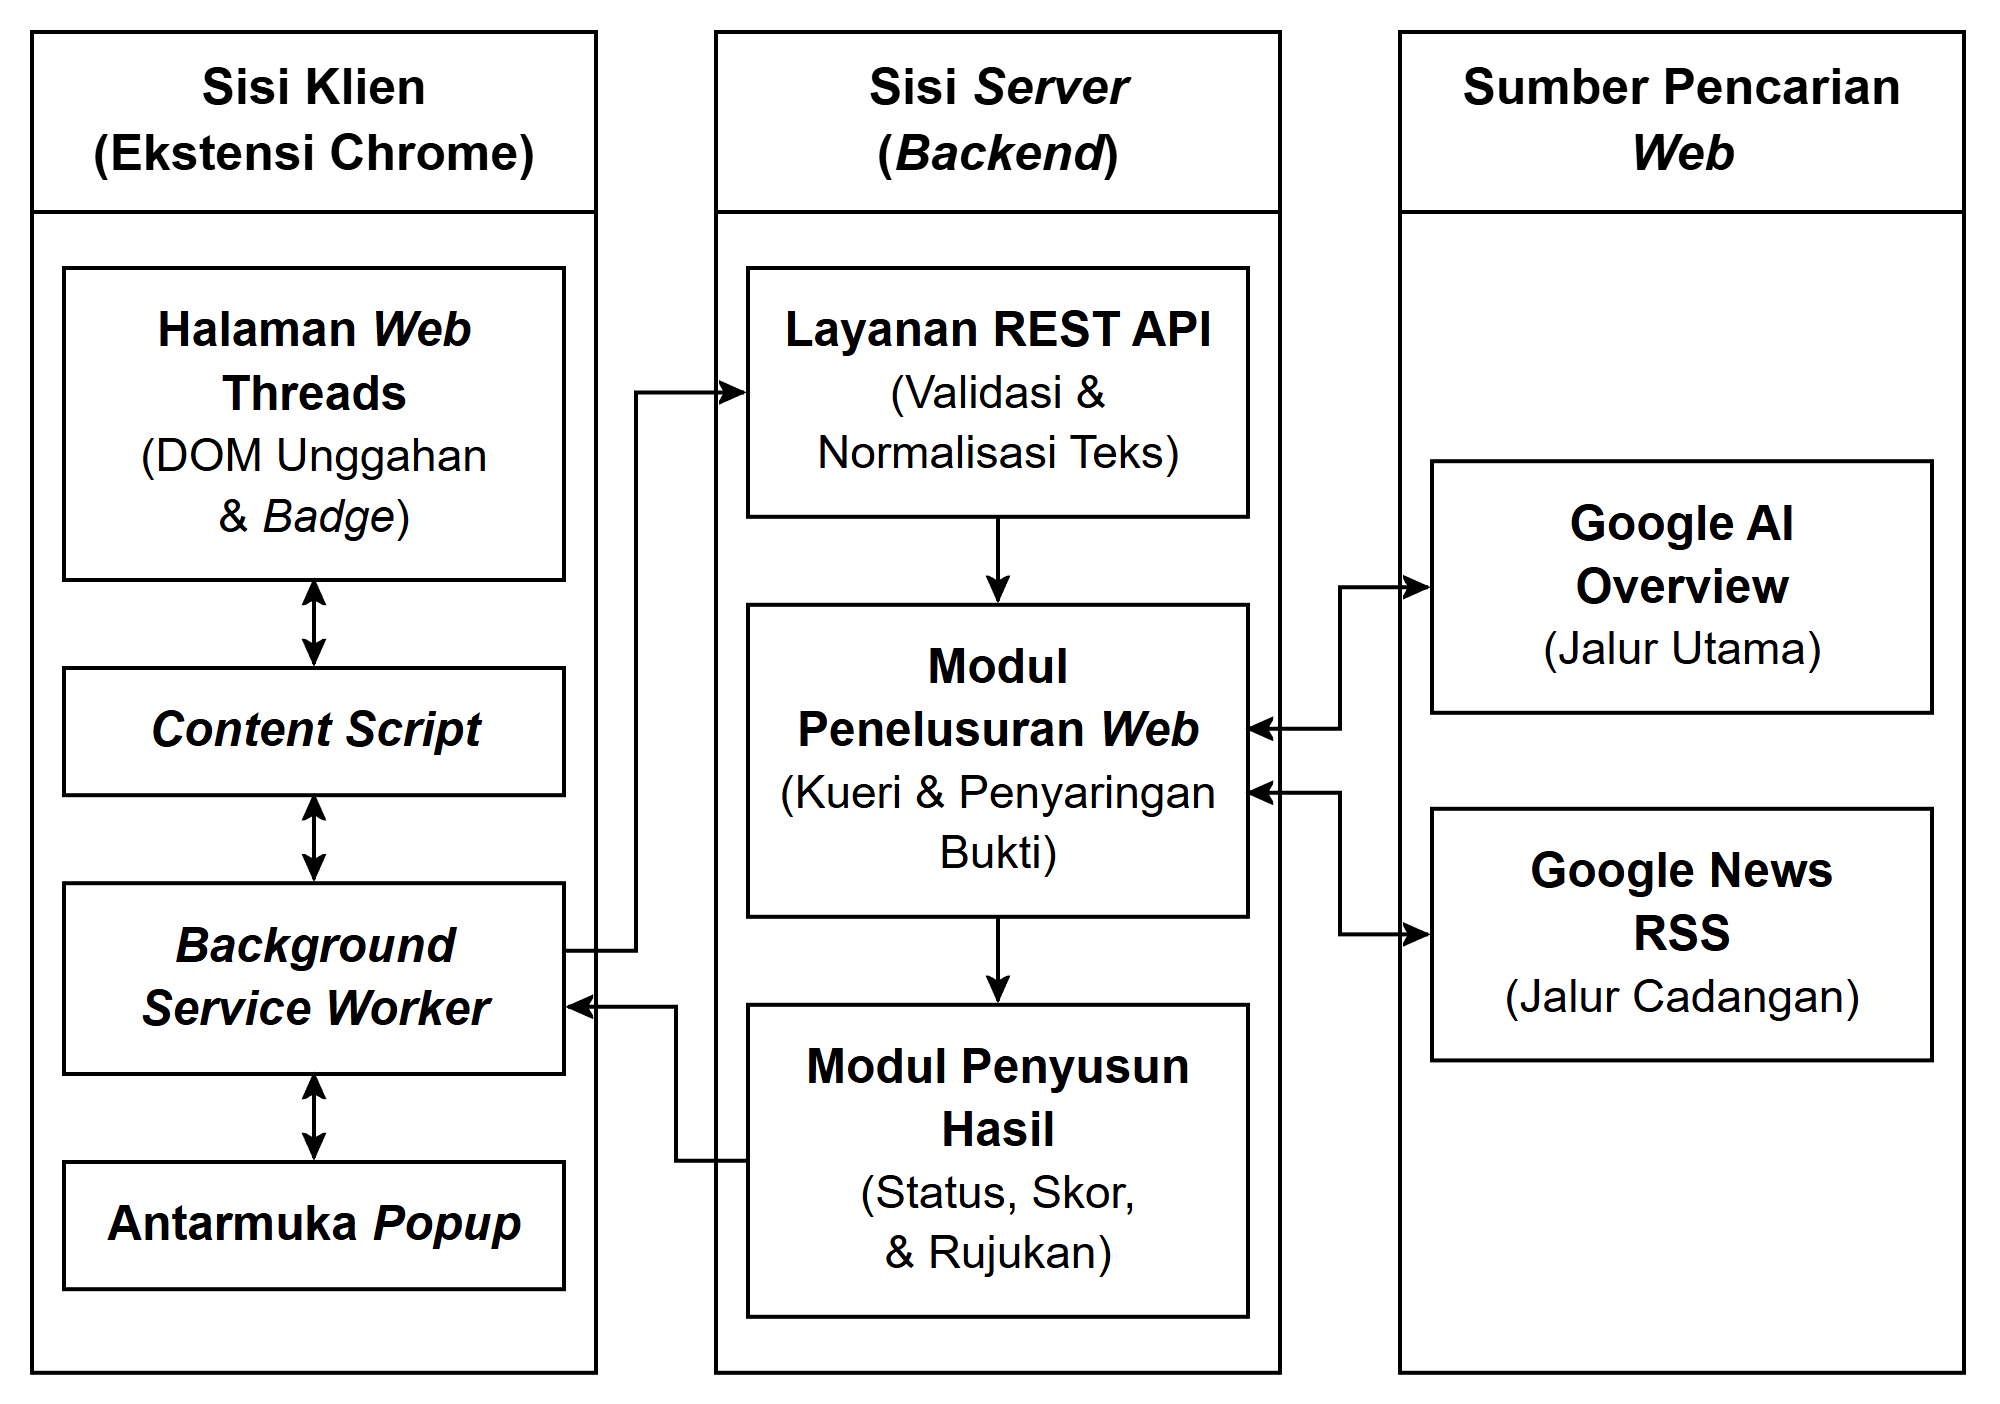 Sisi Klien
(Ekstensi Chrome)
Halaman Web
Threads
(DOM Unggahan
& Badge)
Content Script
Background
Service Worker
Antarmuka Popup
Sisi Server
(Backend)
Layanan REST API
(Validasi &
Normalisasi Teks)
Modul
Penelusuran Web
(Kueri & Penyaringan
Bukti)
Modul Penyusun
Hasil
(Status, Skor,
& Rujukan)
Sumber Pencarian
Web
Google AI
Overview
(Jalur Utama)
Google News
RSS
(Jalur Cadangan)